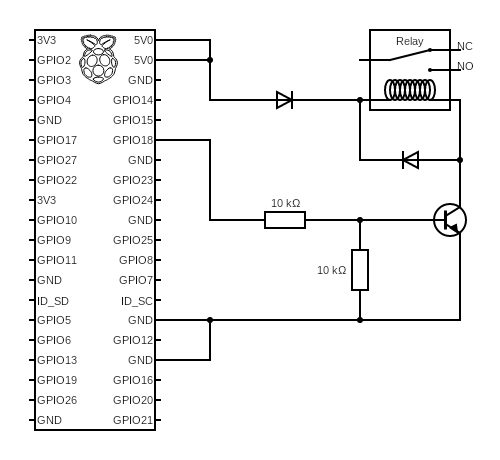 3V3 5V0
GPIO2 5V0
GPIO3 GND
GPIO4 GPIO14
GND GPIO15
GPIO17 GPIO18
GPIO27 GND
GPIO22 GPIO23
3V3 GPIO24
GPIO10 GND
GPIO9 GPIO25
GPIO11 GPIO8
GND GPIO7
ID_SD ID_SC
GPIO5 GND
GPIO6 GPIO12
GPIO13 GND
GPIO19 GPIO16
GPIO26 GPIO20
GND GPIO21
Relay
NC
NO
10 kΩ
10 kΩ